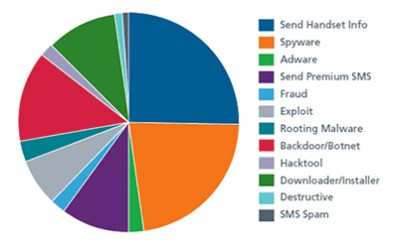 Send Handset Info
Spyware
Adware
Send Premium SMS
Fraud
Exploit
Rooting Malware
Backdoor/Botnet
Hacktool
Downloader/Installer
Destructive
SMS Spam